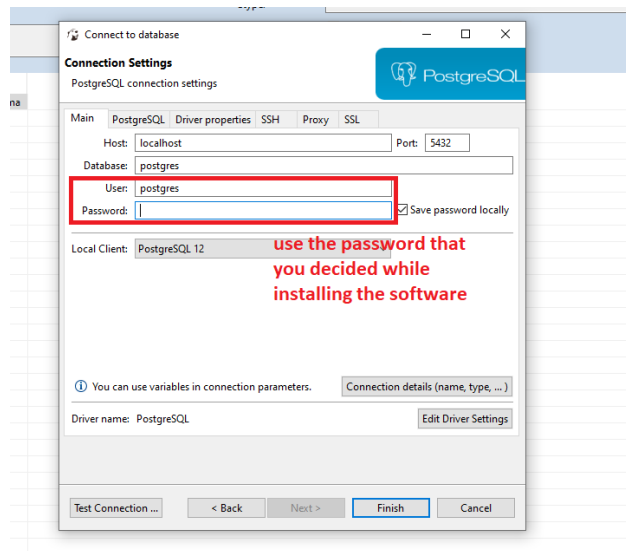 Connect to database
Connection Settings
PostgreSQL connection settings
PostgreSQL
na
Main PostgreSQL Driver properties SSH Proxy SSL
Host: localhost Port: 5432
Database: postgres
User: postgres
Password: Save password locally
Local Client: PostgreSQL 12
use the password that
you decided while
installing the software
You can use variables in connection parameters. Connection details (name, type, ... )
Driver name: PostgreSQL Edit Driver Settings
Test Connection ... < Back Next > Finish Cancel